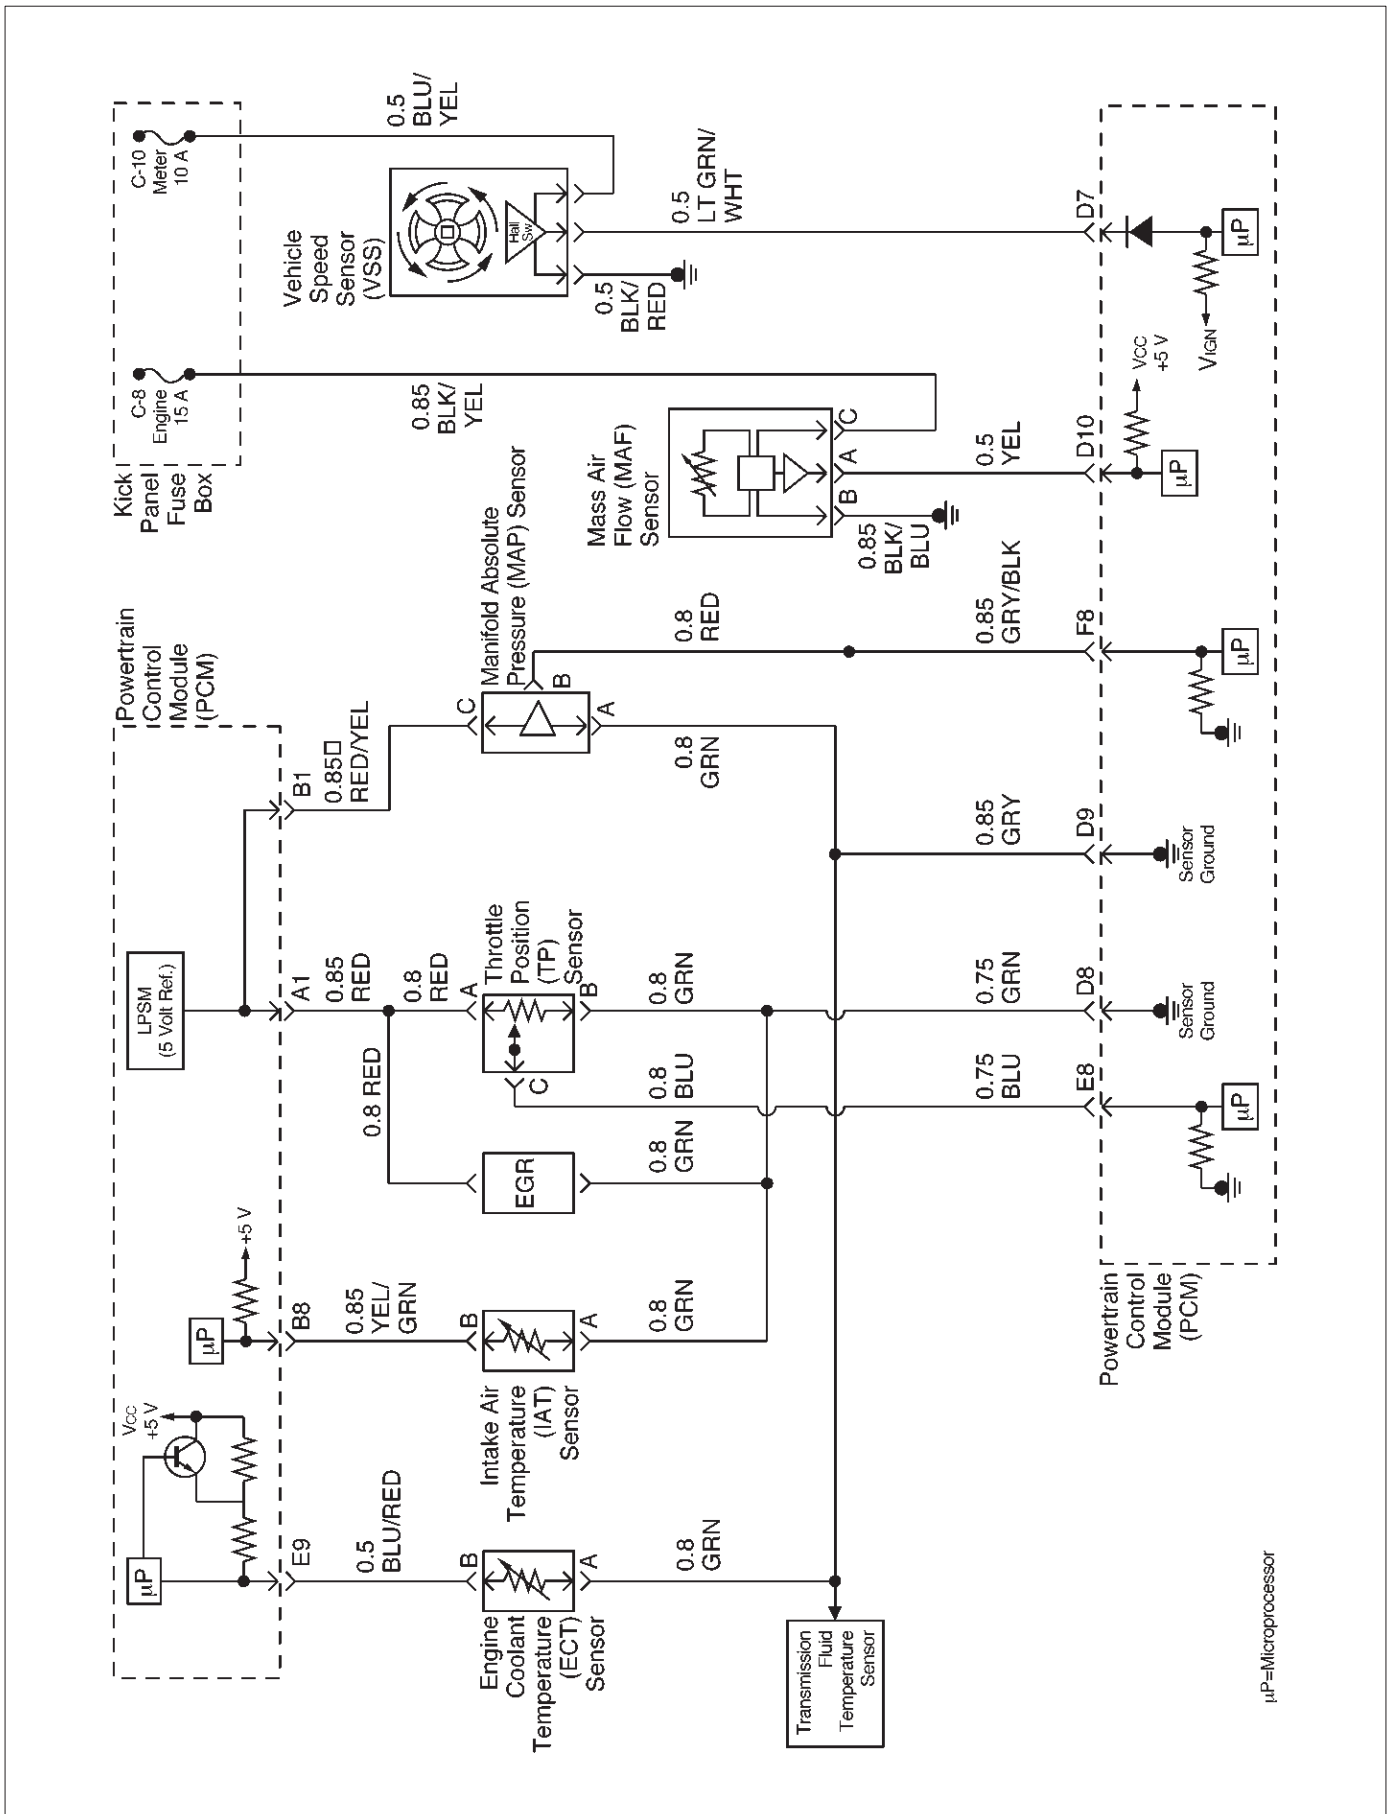 Powertrain
Control
Module (PCM)
Kick
Panel
Fuse
Box
μP
VCC
+5 V
μP
+5 V
LPSM
(5 Volt Ref.)
C-8
Engine
15 A
C-10
Meter
10 A
E9
B8
A1
B1
0.5
BLU/RED
0.85
YEL/
GRN
0.85
RED
0.85□
RED/YEL
0.8 RED
0.8
RED
0.85
BLK/
YEL
0.5
BLU/
YEL
Vehicle
Speed
Sensor
(VSS)
Hall
Sw
B
Engine
Coolant
Temperature
(ECT)
Sensor
A
B
Intake Air
Temperature
(IAT)
Sensor
A
EGR
A
Throttle
Position
(TP)
Sensor
B
C
C
Manifold Absolute
Pressure (MAP) Sensor
B
A
Mass Air
Flow (MAF)
Sensor
B
A
C
0.5
BLK/
RED
0.5
LT GRN/
WHT
0.8
GRN
0.8
GRN
0.8
GRN
0.8
BLU
0.8
GRN
0.8
GRN
0.8
RED
0.85
BLK/
BLU
0.5
YEL
Transmission
Fluid
Temperature
Sensor
0.75
BLU
0.75
GRN
0.85
GRY
0.85
GRY/BLK
E8
D8
D9
F8
D10
D7
Powertrain
Control
Module
(PCM)
μP
Sensor
Ground
Sensor
Ground
μP
μP
VCC
+5 V
VIGN
μP
μP=Microprocessor